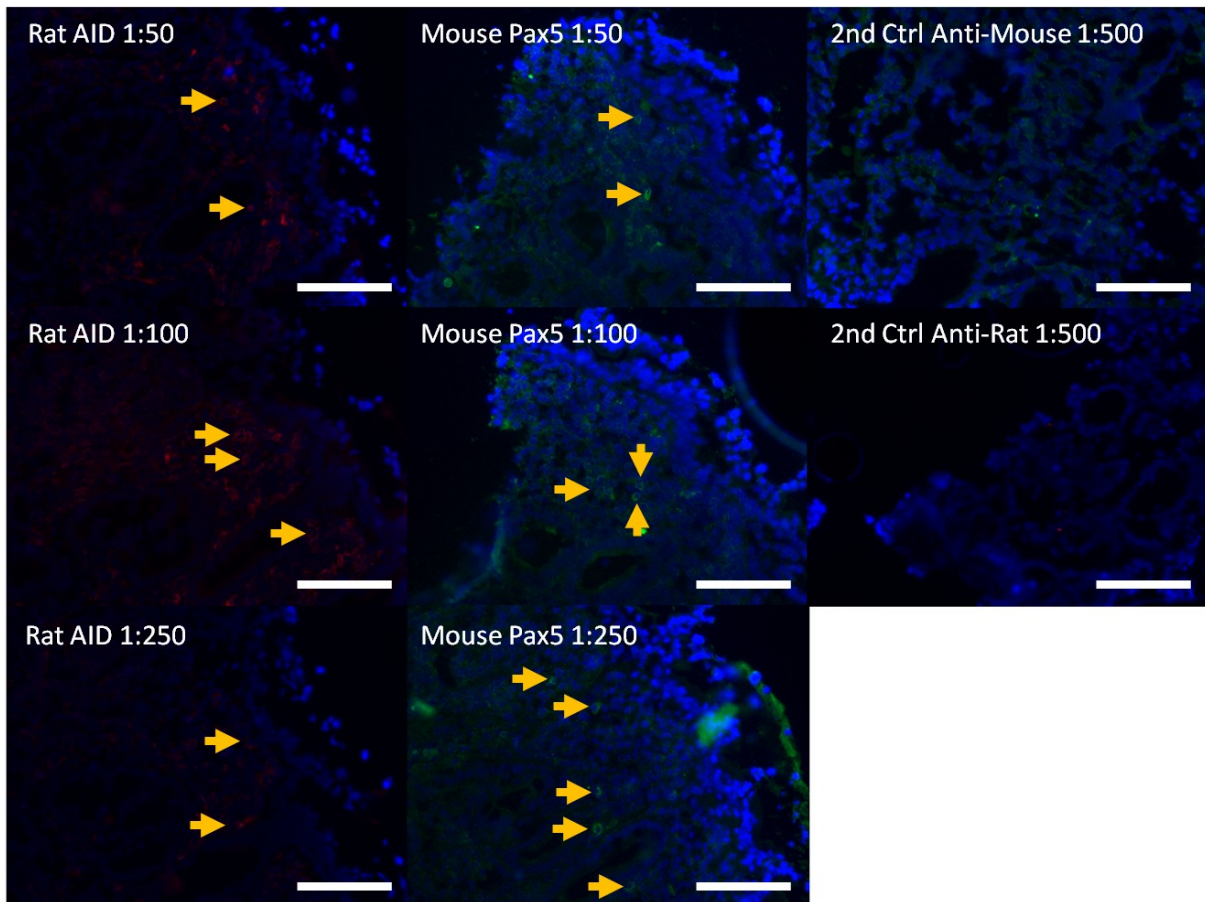 Rat AID 1:50
Mouse Pax5 1:50
2nd Ctrl Anti-Mouse 1:500
Rat AID 1:100
Mouse Pax5 1:100
2nd Ctrl Anti-Rat 1:500
Rat AID 1:250
Mouse Pax5 1:250